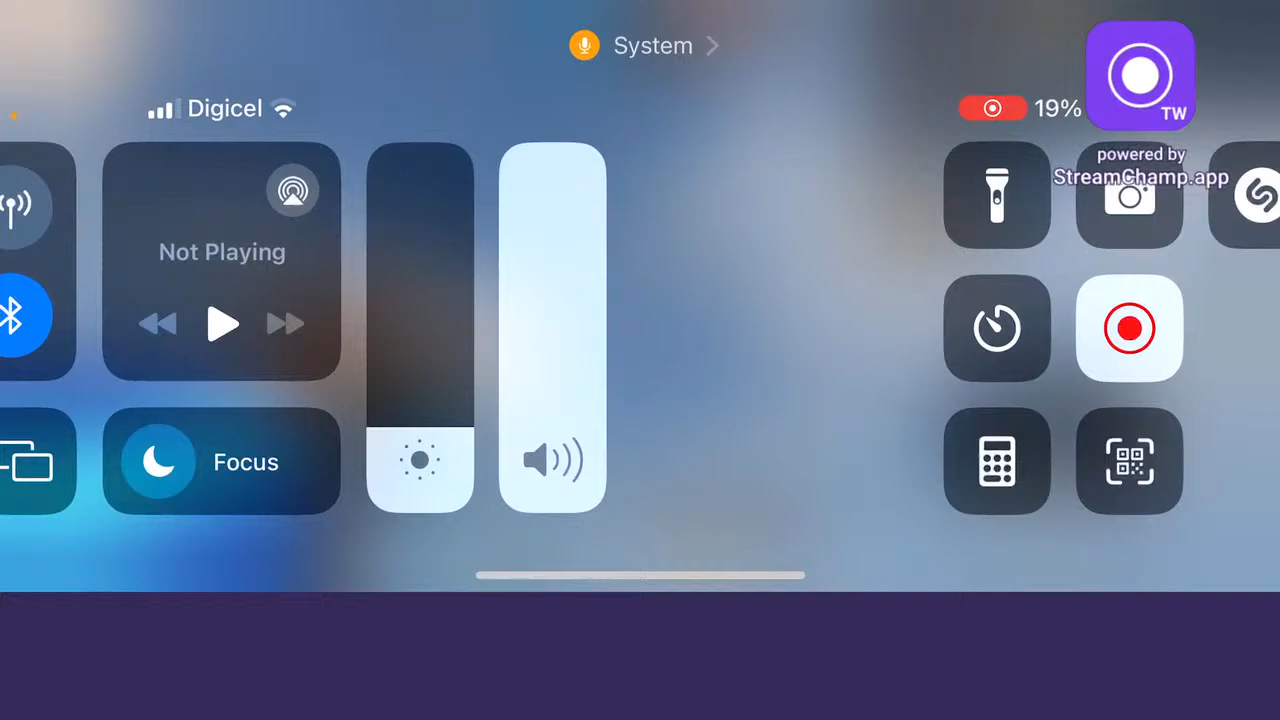 System
Digicel
19%
TW
powered by
StreamChamp.app
Not Playing
Focus